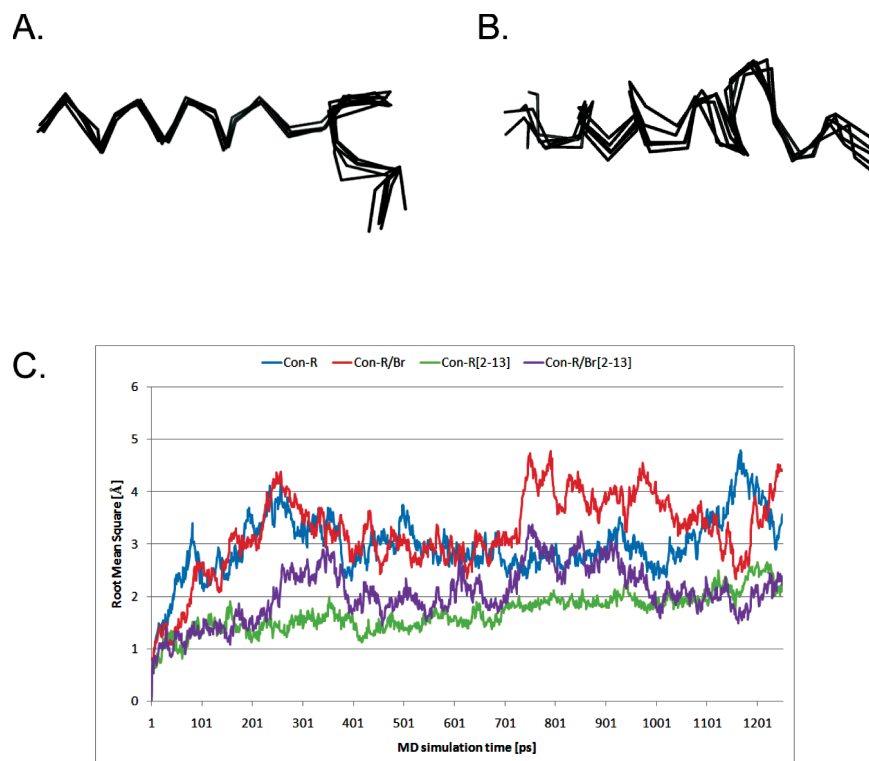 A.
B.
C.
Con-R Con-R/Br Con-R[2-13] Con-R/Br[2-13]
6
5
4
3
2
1
0
Root Mean Square [Å]
1 101 201 301 401 501 601 701 801 901 1001 1101 1201
MD simulation time [ps]